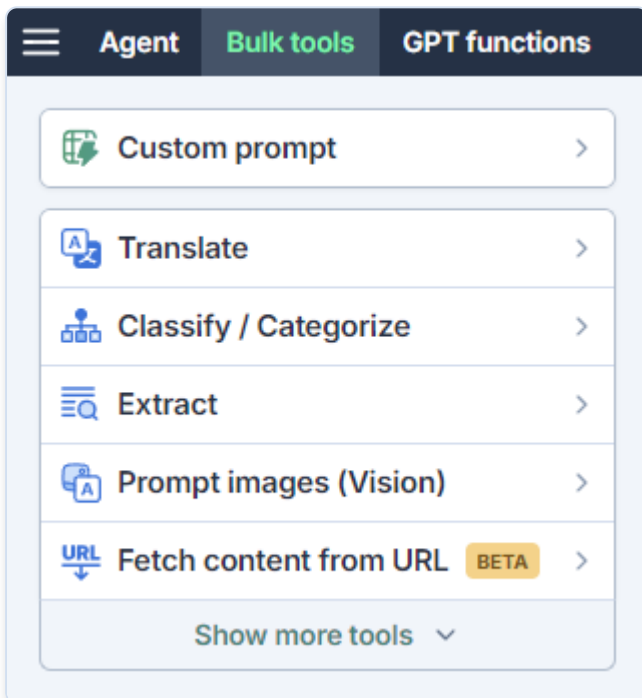 Agent Bulk tools GPT functions
Custom prompt
A Translate
Classify / Categorize
Extract
A Prompt images (Vision)
URL Fetch content from URL BETA
Show more tools